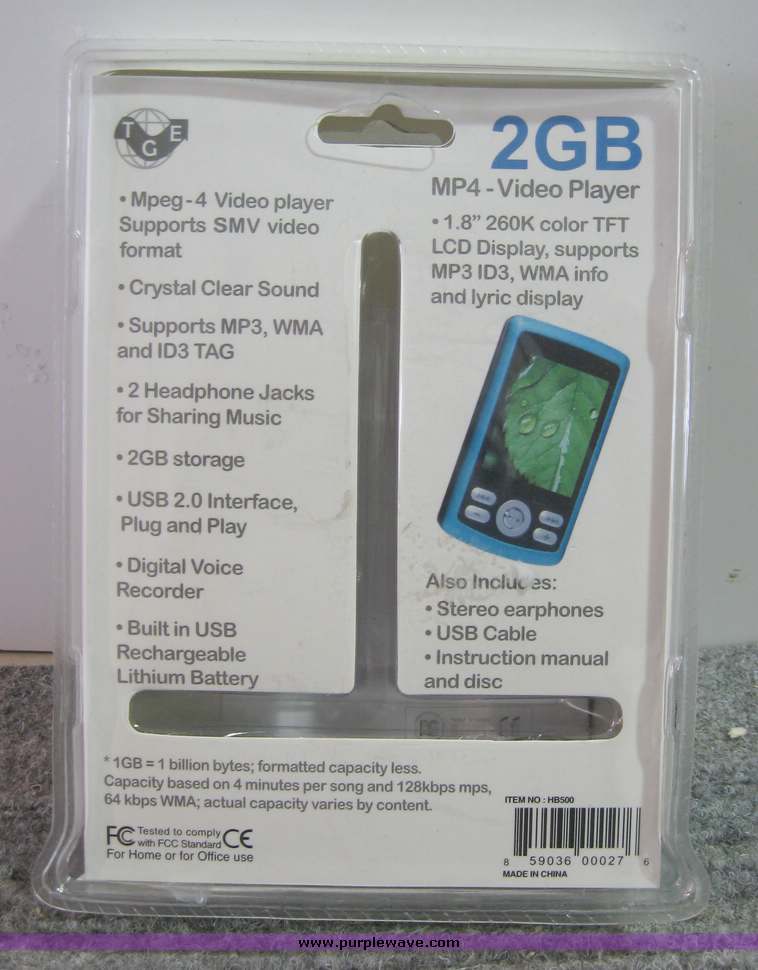 TGE
• Mpeg-4 Video player
Supports SMV video
format
• Crystal Clear Sound
• Supports MP3, WMA
and ID3 TAG
• 2 Headphone Jacks
for Sharing Music
• 2GB storage
• USB 2.0 Interface,
Plug and Play
• Digital Voice
Recorder
• Built in USB
Rechargeable
Lithium Battery
2GB
MP4 - Video Player
• 1.8” 260K color TFT
LCD Display, supports
MP3 ID3, WMA info
and lyric display
Also Includes:
• Stereo earphones
• USB Cable
• Instruction manual
and disc
FC CE
* 1GB = 1 billion bytes; formatted capacity less.
Capacity based on 4 minutes per song and 128kbps mps,
64 kbps WMA; actual capacity varies by content.
FC Tested to comply
with FCC Standard CE
For Home or for Office use
ITEM NO : HB500
8 59036 00027 6
MADE IN CHINA
www.purplewave.com